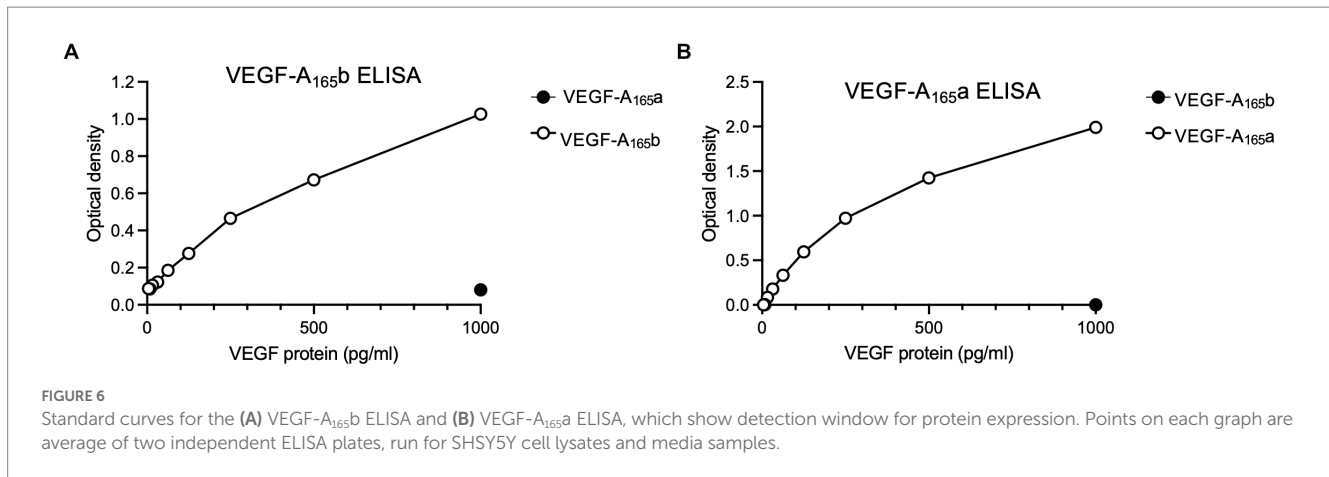 A
VEGF-A₁₆₅b ELISA
1.2
1.0
0.8
0.6
0.4
0.2
0.0
Optical density
0
500
1000
VEGF protein (pg/ml)
VEGF-A₁₆₅a
VEGF-A₁₆₅b
B
VEGF-A₁₆₅a ELISA
2.5
2.0
1.5
1.0
0.5
0.0
Optical density
0
500
1000
VEGF protein (pg/ml)
VEGF-A₁₆₅b
VEGF-A₁₆₅a
FIGURE 6
Standard curves for the (A) VEGF-A₁₆₅b ELISA and (B) VEGF-A₁₆₅a ELISA, which show detection window for protein expression. Points on each graph are
average of two independent ELISA plates, run for SHSY5Y cell lysates and media samples.